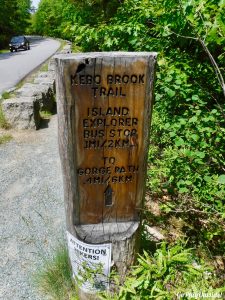 KEBO BROOK
TRAIL
ISLAND
EXPLORER
BUS STOP
.1MI/.2KM
TO
GORGE PATH
.4MI/.6KM
ATTENTION